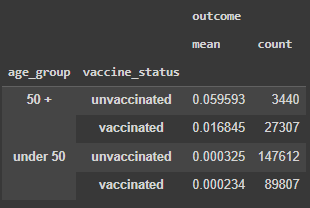 outcome
mean count
age_group vaccine_status
50 + unvaccinated 0.059593 3440
vaccinated 0.016845 27307
under 50 unvaccinated 0.000325 147612
vaccinated 0.000234 89807